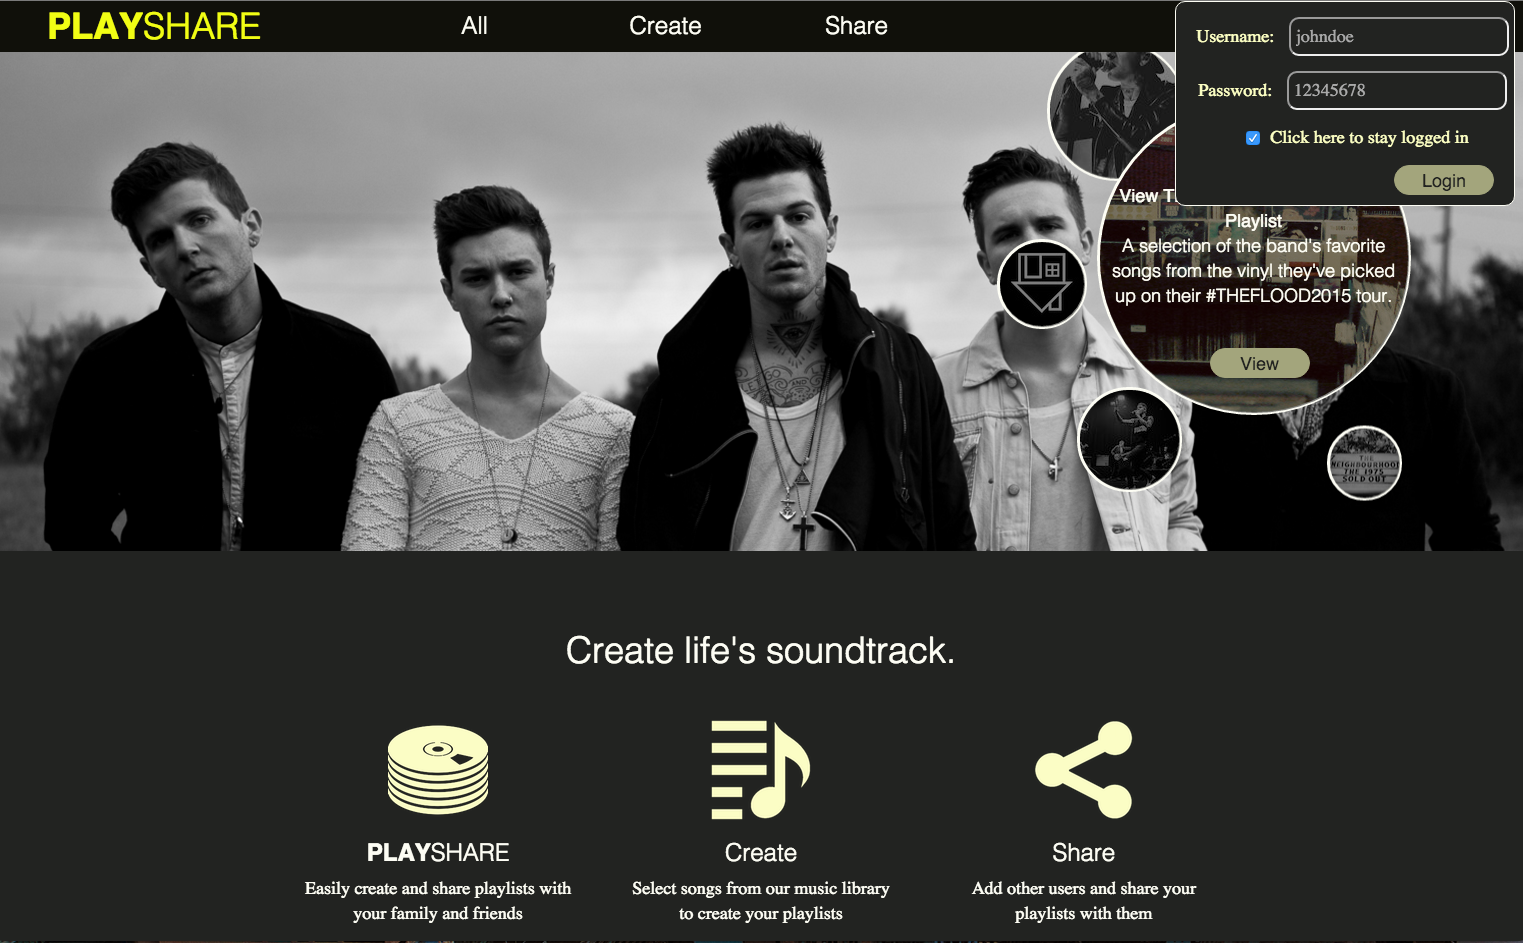 PLAYSHARE
All
Create
Share
Username:
johndoe
Password:
12345678
Click here to stay logged in
Login
View T
Playlist
A selection of the band's favorite
songs from the vinyl they've picked
up on their #THEFLOOD2015 tour.
View
THE
NEIGHBOURHOOD
THE 1975
SOLD OUT
Create life's soundtrack.
PLAYSHARE
Create
Share
Easily create and share playlists with
your family and friends
Select songs from our music library
to create your playlists
Add other users and share your
playlists with them